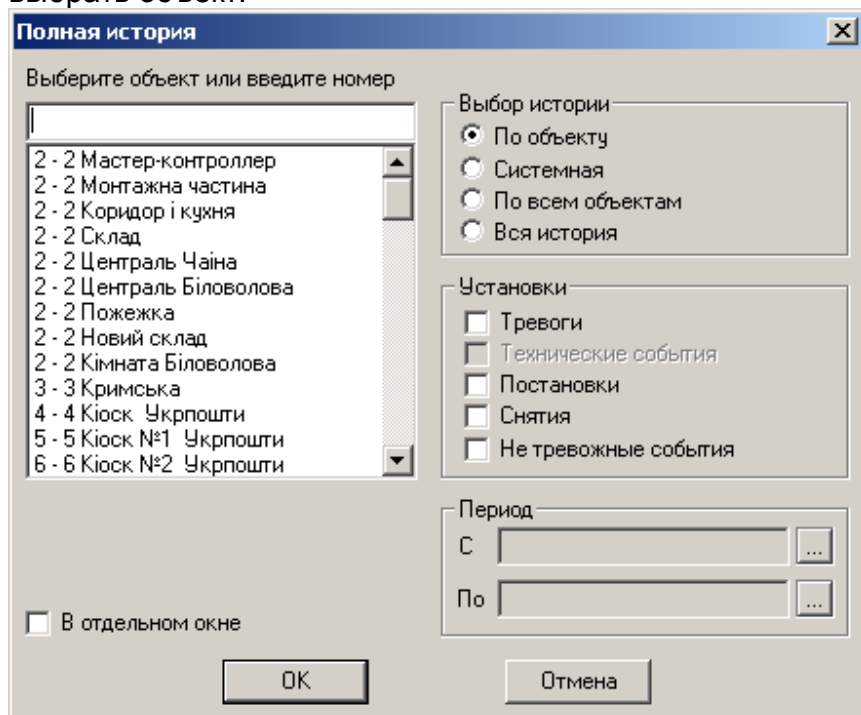 выбрать объект.
Полная история
Выберите объект или введите номер
2 - 2 Мастер-контроллер
2 - 2 Монтажна частина
2 - 2 Коридор і кухня
2 - 2 Склад
2 - 2 Централь Чаіна
2 - 2 Централь Біловолова
2 - 2 Пожежка
2 - 2 Новий склад
2 - 2 Кімната Біловолова
3 - 3 Кримська
4 - 4 Кіоск  Укрпошти
5 - 5 Кіоск №1  Укрпошти
6 - 6 Кіоск №2  Укрпошти
В отдельном окне
Выбор истории
По объекту
Системная
По всем объектам
Вся история
Установки
Тревоги
Технические события
Постановки
Снятия
Не тревожные события
Период
С
...
По
...
OK
Отмена